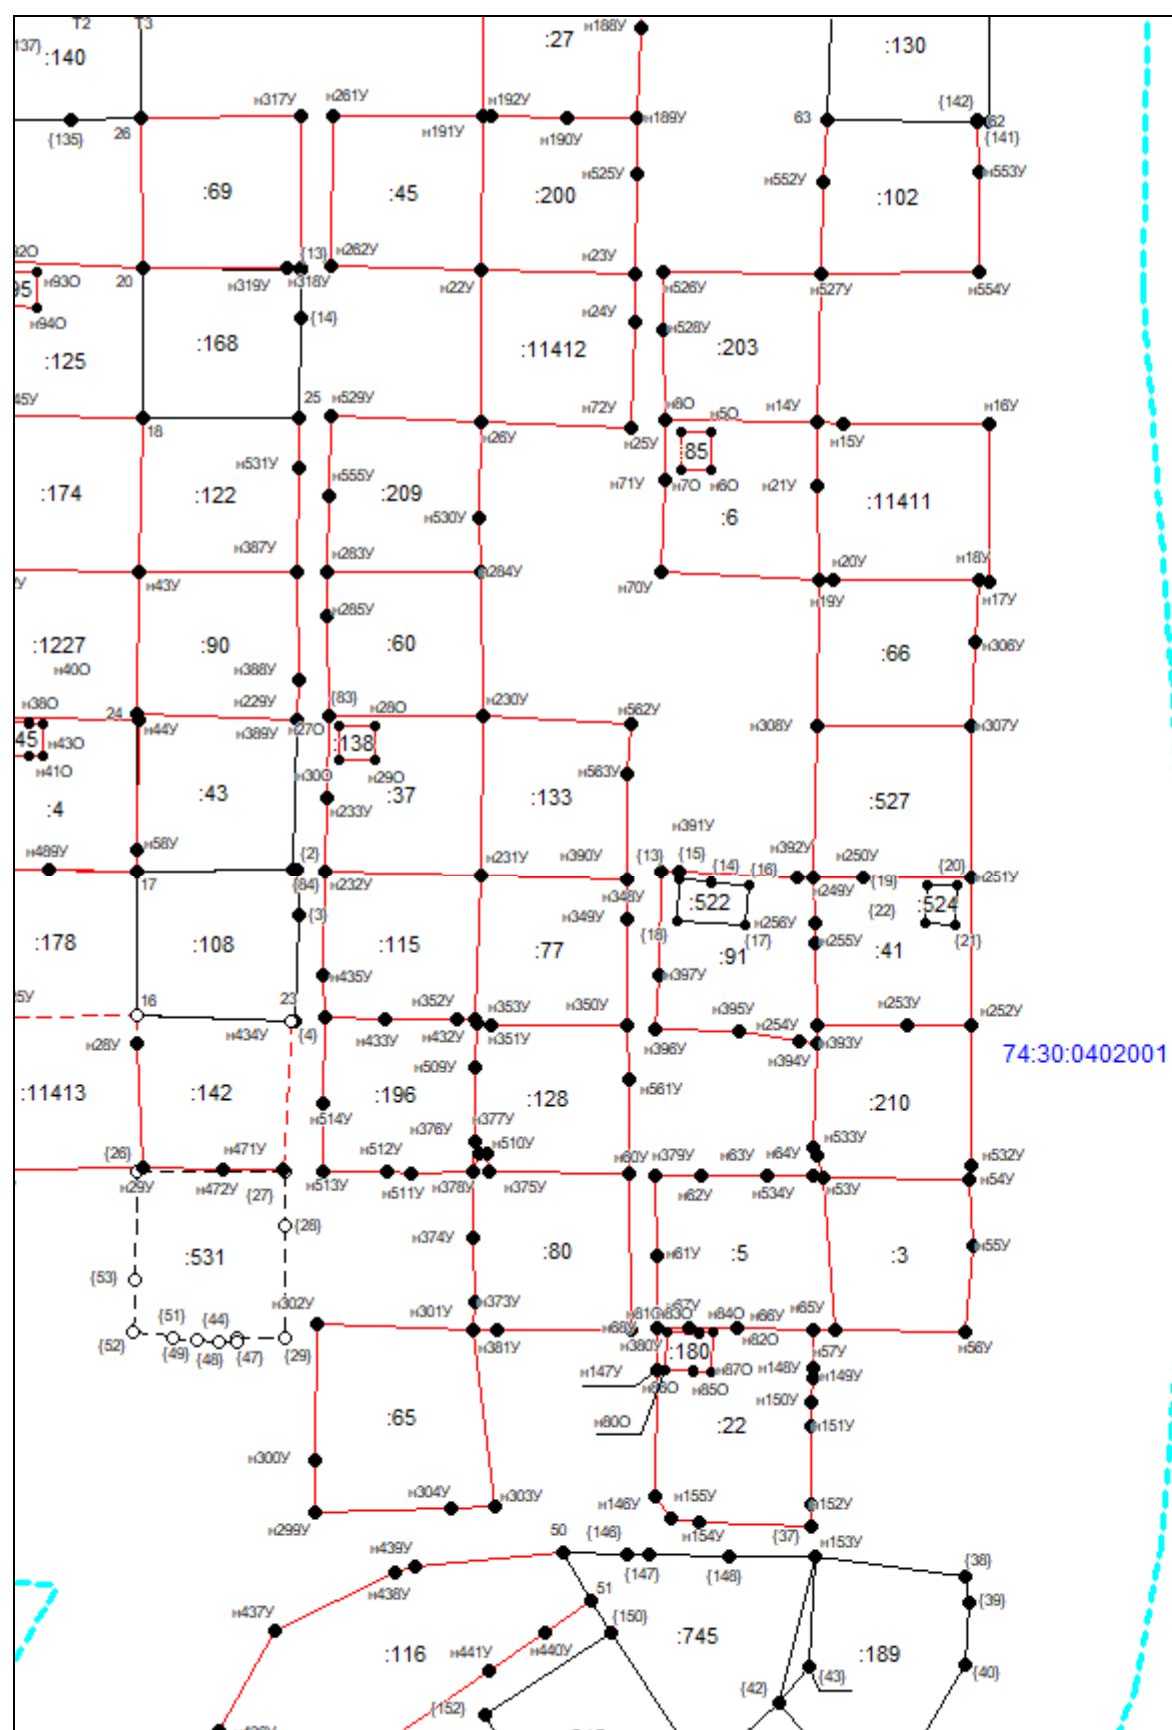 T2 T3
137}
:140
:27
н188У
:130
н317У
н261У
н192У
{142}
63
62
{135}
26
н191У
н190У
н189У
{141}
н525У
н552У
н553У
:69
:45
:200
:102
92О
{13}
н262У
н23У
н93О
20
н319У
н318У
н22У
н526У
н527У
н554У
95
н94О
{14}
н24У
н528У
:125
:168
:11412
:203
45У
25
н529У
н72У
н8О
н5О
н14У
н16У
18
н26У
н25У
н15У
:85
н531У
н555У
н71У
н7О
н6О
н21У
:174
:122
:209
н530У
:6
:11411
н387У
н283У
н20У
н18У
н43У
н284У
н70У
н19У
н17У
н285У
:1227
:90
:60
н306У
:66
н40О
н388У
н38О
24
н229У
{83}
н28О
н230У
н562У
н44У
н389У
н27О
н308У
н307У
45
н43О
:138
н41О
н30О
н29О
н563У
:4
:43
н233У
:37
:133
:527
н391У
н58У
н489У
{2}
н231У
н390У
{13}
{15}
{14}
{16}
н392У
н250У
{20}
17
{84}
н232У
н348У
н249У
{19}
н251У
:522
:524
{3}
н349У
{18}
{17}
н256У
{22}
{21}
:178
:108
:115
:77
:91
н255У
:41
н435У
н397У
16
23
н352У
н353У
н350У
н395У
н254У
н253У
н252У
н434У
{4}
н433У
н432У
н351У
н396У
н394У
н393У
н28У
74:30:0402001
н509У
н561У
:11413
:142
:196
:128
:210
н514У
н376У
н377У
н510У
н533У
{26}
н471У
н512У
н60У
н379У
н63У
н64У
н532У
н29У
н472У
{27}
н513У
н511У
н378У
н375У
н62У
н534У
н53У
н54У
{28}
н374У
:531
:80
н61У
:5
:3
н55У
{53}
н302У
н301У
н373У
н66У
н65У
{52}
{51}
{44}
н84О
{49}
{48}
{47}
{29}
н381У
н68У
н380У
н82О
н57У
н56У
:180
н147У
н87О
н148У
н149У
н85О
н80О
н150У
:65
:22
н151У
н300У
н304У
н303У
н146У
н155У
н152У
н299У
н154У
{37}
50
{146}
н153У
н439У
{147}
{148}
{38}
н438У
{39}
51
н437У
{150}
н440У
:116
н441У
:745
:189
{43}
{40}
{152}
{42}